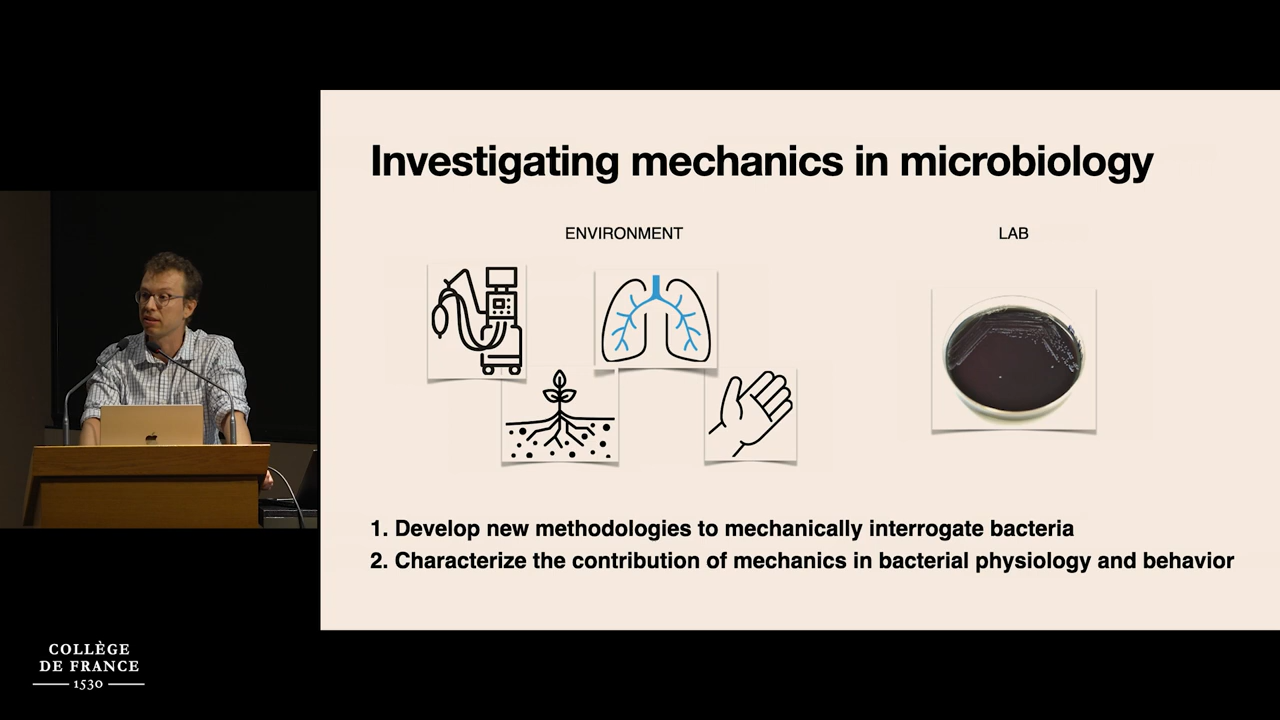 Investigating mechanics in microbiology
ENVIRONMENT
LAB
1. Develop new methodologies to mechanically interrogate bacteria
2. Characterize the contribution of mechanics in bacterial physiology and behavior
COLLÈGE
DE FRANCE
1530